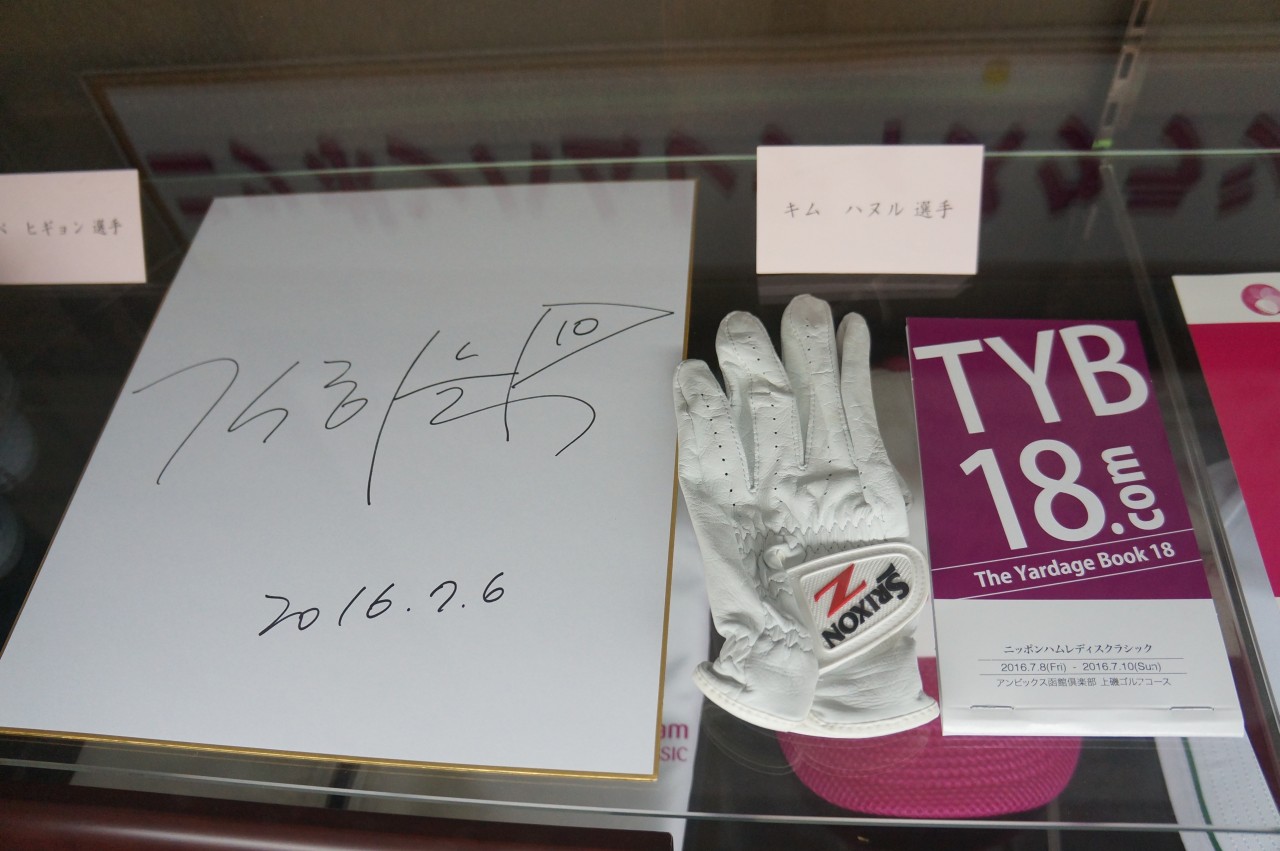 ヒギョン 選手
キム ハヌル 選手
10
2016.7.6
SRIXON
Z
TYB
18.com
The Yardage Book 18
ニッポンハムレディスクラシック
2016.7.8(Fri) - 2016.7.10(Sun)
アンビックス函館倶楽部 上磯ゴルフコース
am
SIC